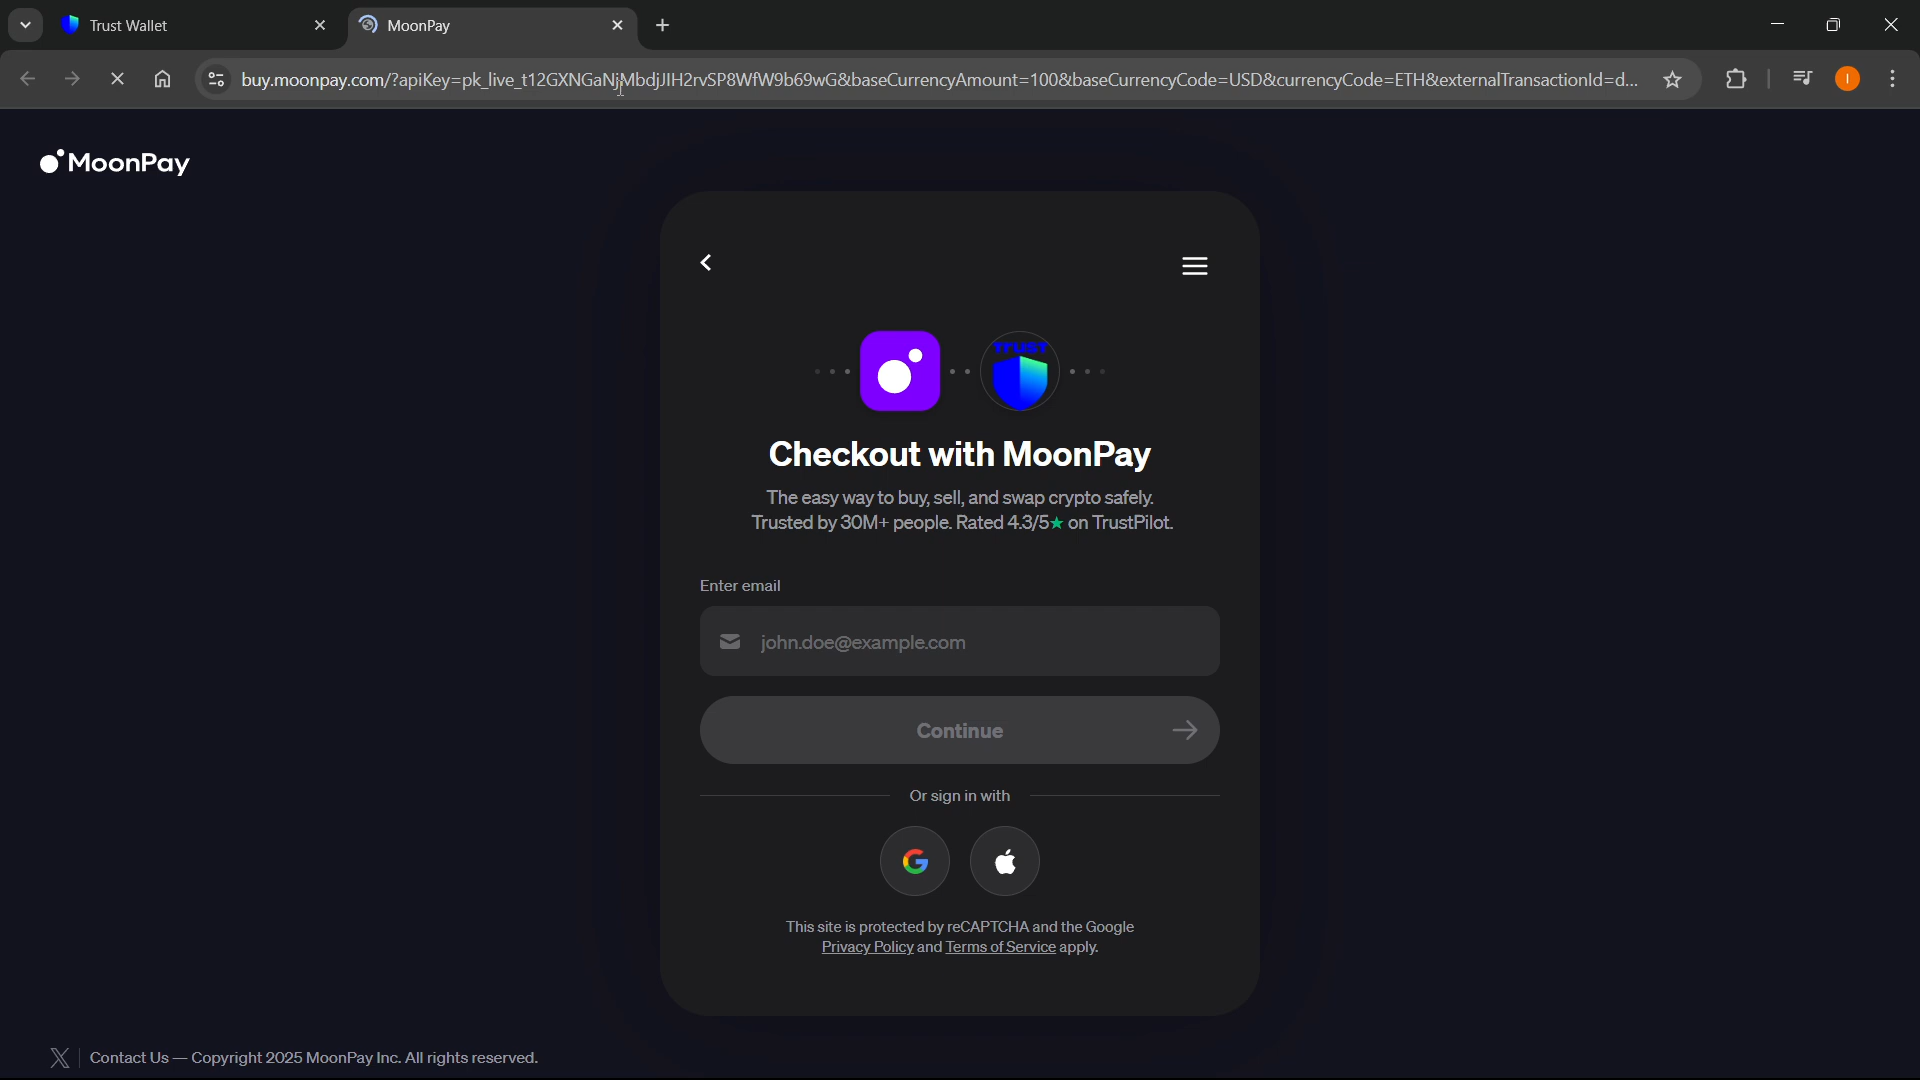 Trust Wallet
MoonPay
buy.moonpay.com/?apiKey=pk_live_t12GXNGaNjMbdjJIH2rvSP8WfW9b69wG&baseCurrencyAmount=100&baseCurrencyCode=USD&currencyCode=ETH&externalTransactionId=d...
I
MoonPay
TRUST
Checkout with MoonPay
The easy way to buy, sell, and swap crypto safely.
Trusted by 30M+ people. Rated 4.3/5★ on TrustPilot.
Enter email
john.doe@example.com
Continue
Or sign in with
This site is protected by reCAPTCHA and the Google
Privacy Policy and Terms of Service apply.
Contact Us — Copyright 2025 MoonPay Inc. All rights reserved.